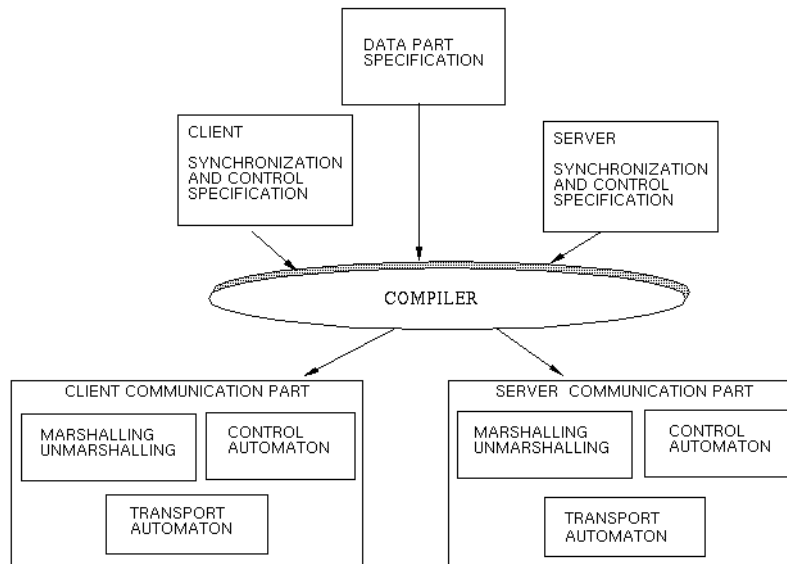 DATA PART
SPECIFICATION
CLIENT
SYNCHRONIZATION
AND CONTROL
SPECIFICATION
SERVER
SYNCHRONIZATION
AND CONTROL
SPECIFICATION
COMPILER
CLIENT COMMUNICATION PART
MARSHALLING
UNMARSHALLING
CONTROL
AUTOMATON
TRANSPORT
AUTOMATON
SERVER COMMUNICATION PART
MARSHALLING
UNMARSHALLING
CONTROL
AUTOMATON
TRANSPORT
AUTOMATON